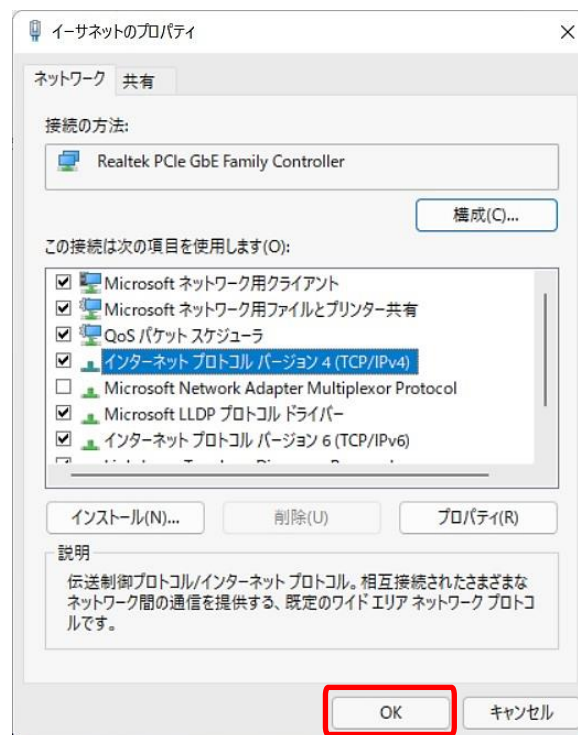 イーサネットのプロパティ
ネットワーク 共有
接続の方法:
Realtek PCIe GbE Family Controller
構成(C)...
この接続は次の項目を使用します(O):
Microsoft ネットワーク用クライアント
Microsoft ネットワーク用ファイルとプリンター共有
QoS パケット スケジューラ
インターネット プロトコル バージョン 4 (TCP/IPv4)
Microsoft Network Adapter Multiplexor Protocol
Microsoft LLDP プロトコル ドライバー
インターネット プロトコル バージョン 6 (TCP/IPv6)
インストール(N)... 削除(U) プロパティ(R)
説明
伝送制御プロトコル/インターネット プロトコル。相互接続されたさまざまな
ネットワーク間の通信を提供する、既定のワイド エリア ネットワーク プロトコ
ルです。
OK キャンセル